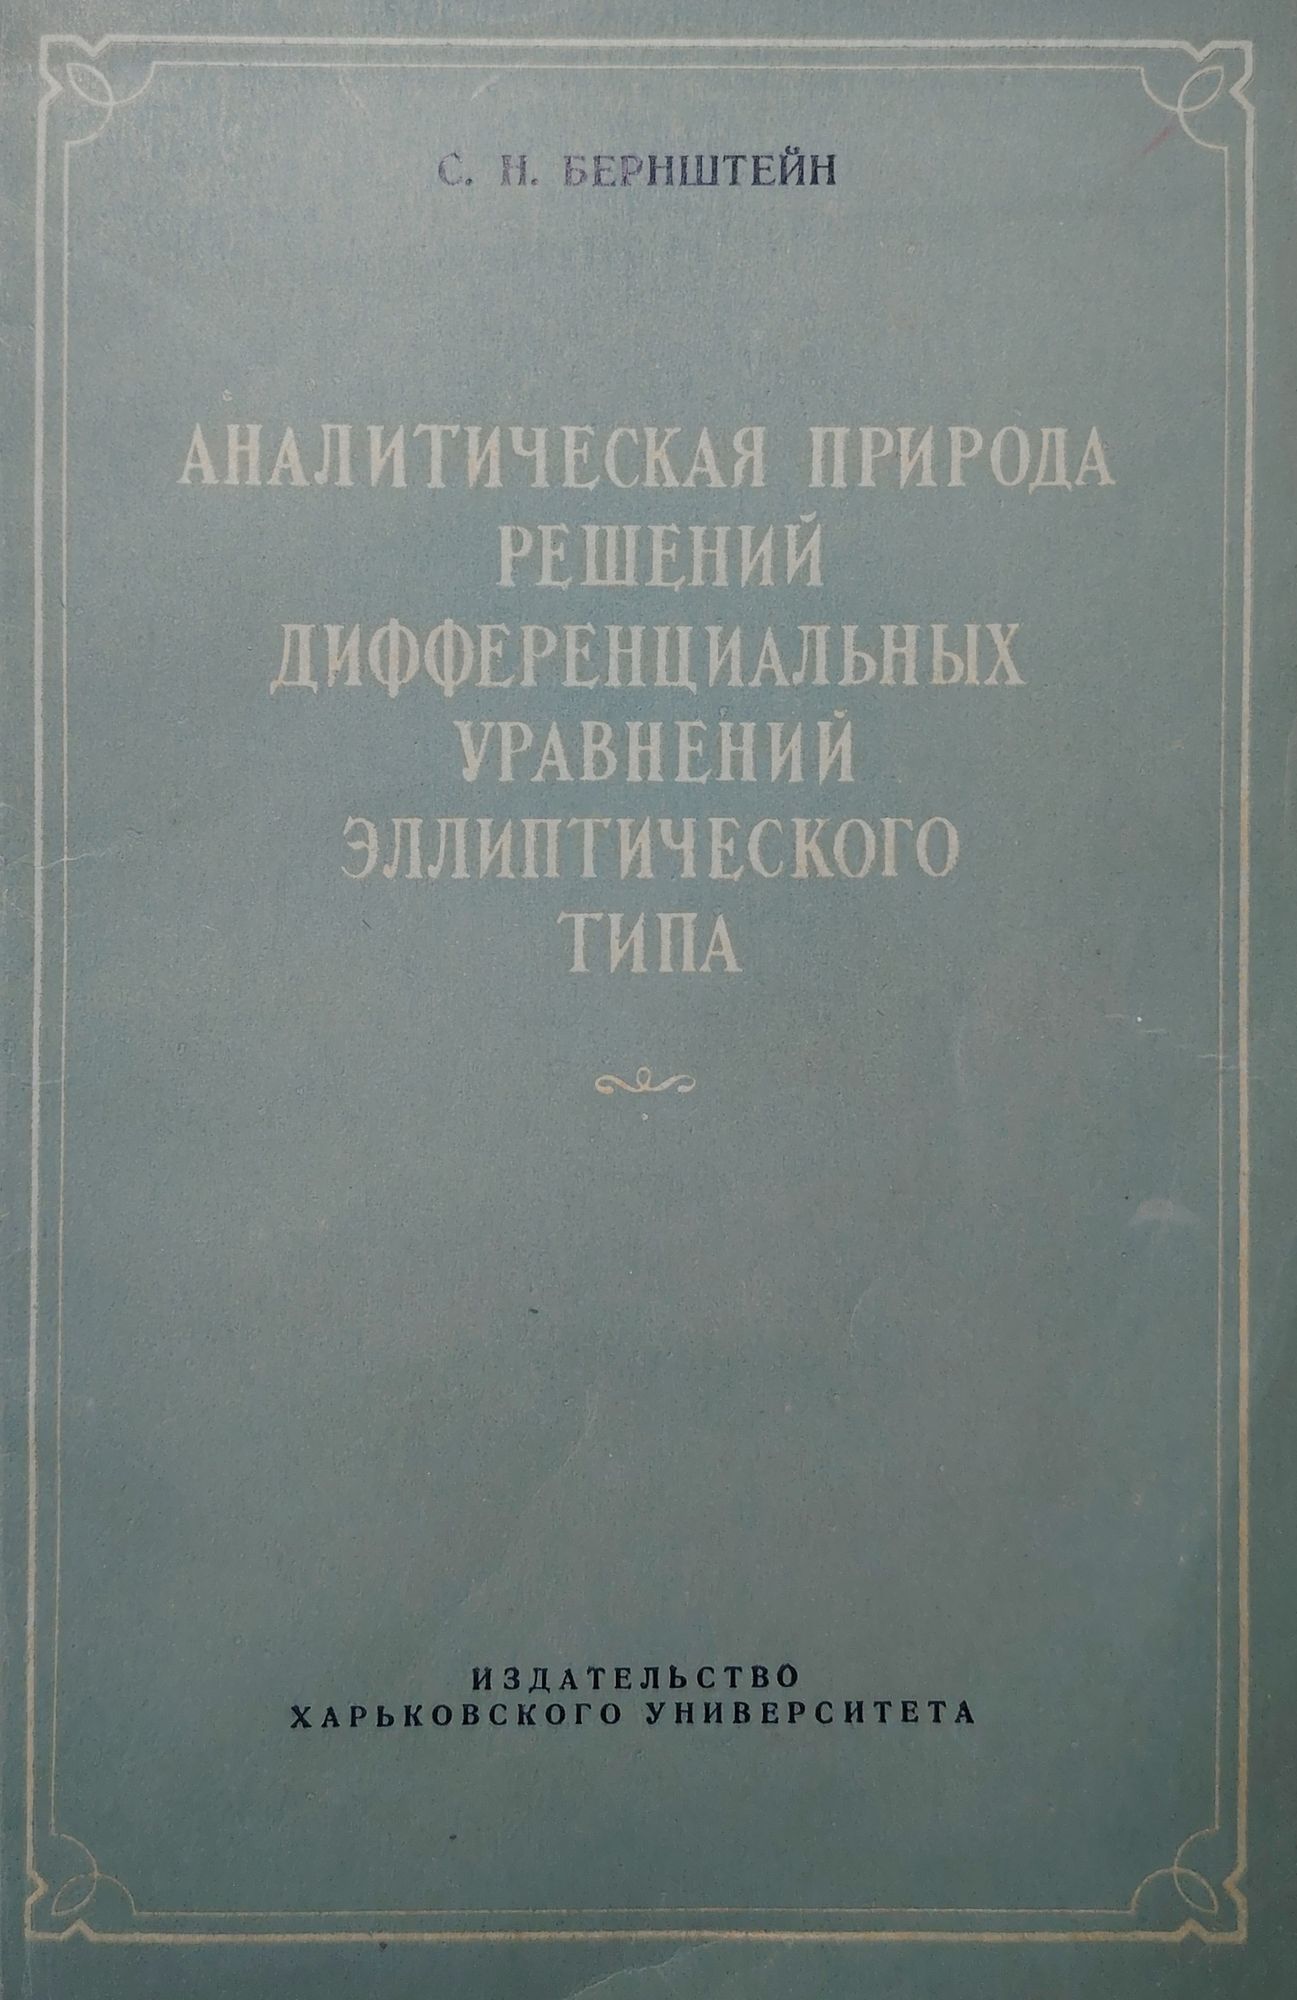 С. Н. БЕРНШТЕЙН
АНАЛИТИЧЕСКАЯ ПРИРОДА
РЕШЕНИЙ
ДИФФЕРЕНЦИАЛЬНЫХ
УРАВНЕНИЙ
ЭЛЛИПТИЧЕСКОГО
ТИПА
ИЗДАТЕЛЬСТВО
ХАРЬКОВСКОГО УНИВЕРСИТЕТА